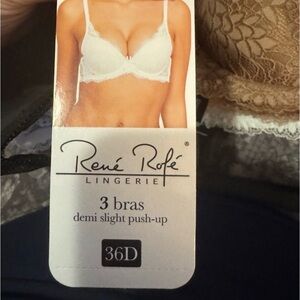 René Rofé®
LINGERIE
3 bras
demi slight push-up
36D